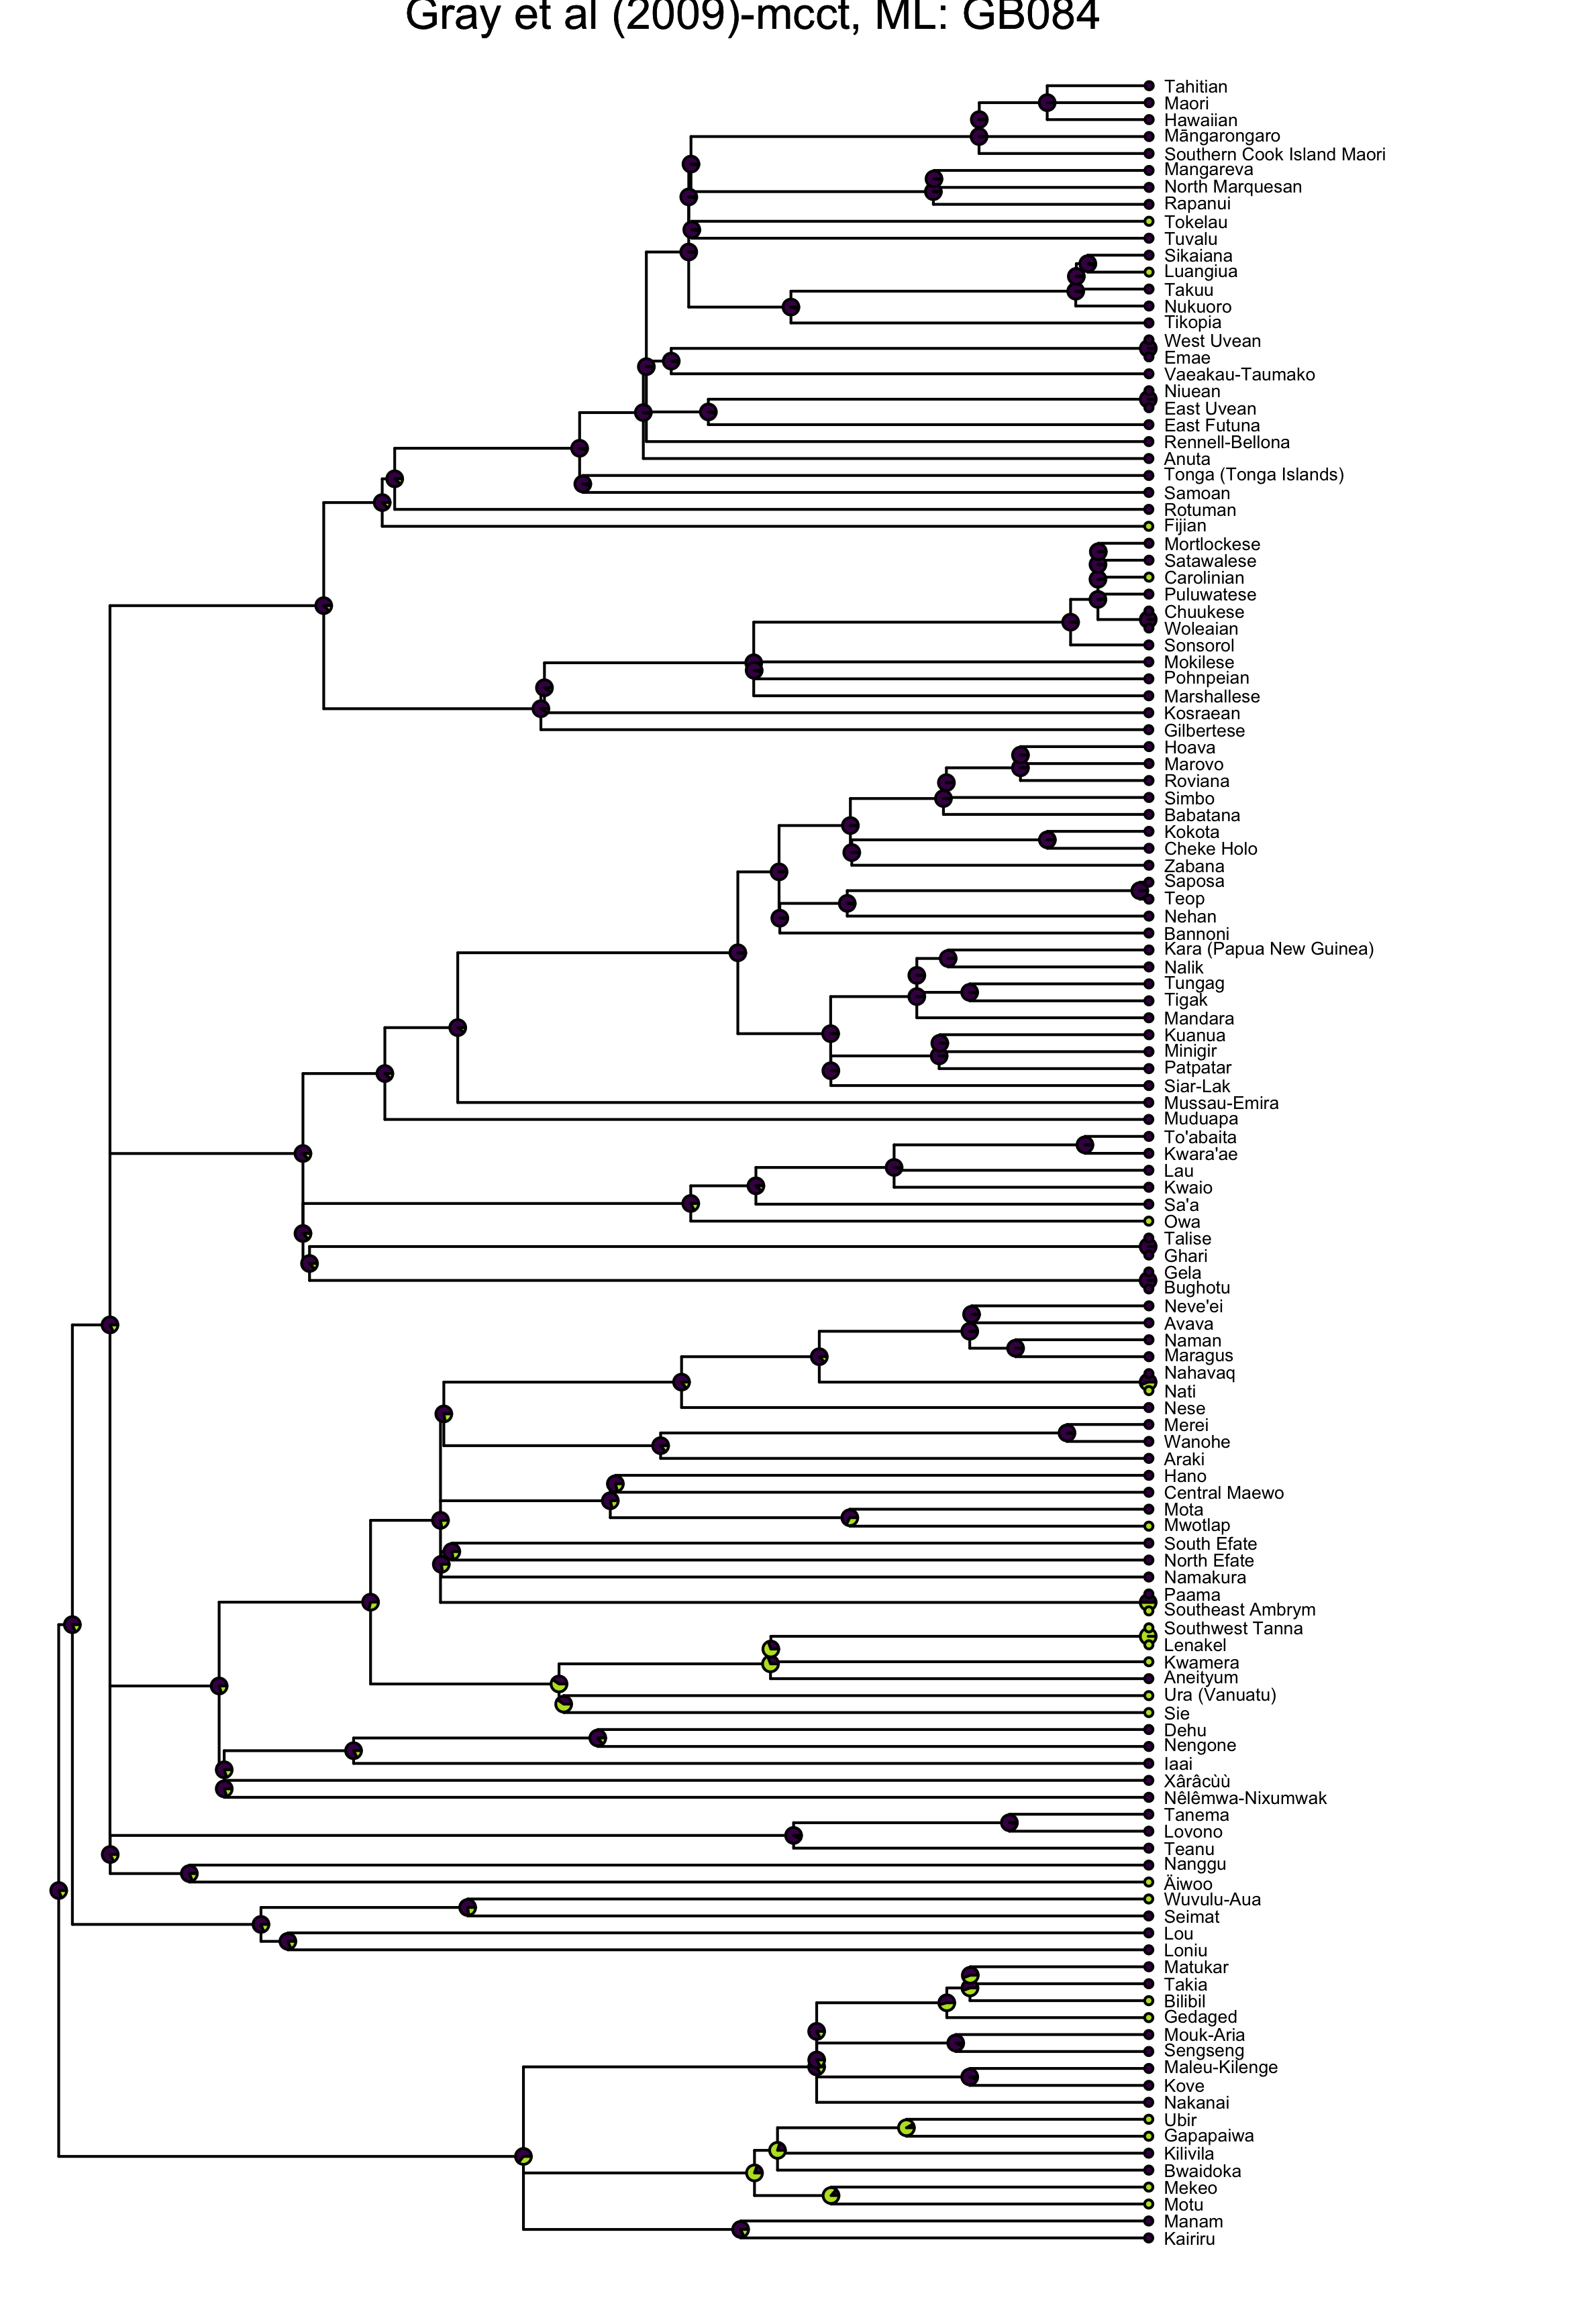 Gray et al (2009)-mcct, ML: GB084
Tahitian
Maori
Hawaiian
Māngarongaro
Southern Cook Island Maori
Mangareva
North Marquesan
Rapanui
Tokelau
Tuvalu
Sikaiana
Luangiua
Takuu
Nukuoro
Tikopia
West Uvean
Emae
Vaeakau-Taumako
Niuean
East Uvean
East Futuna
Rennell-Bellona
Anuta
Tonga (Tonga Islands)
Samoan
Rotuman
Fijian
Mortlockese
Satawalese
Carolinian
Puluwatese
Chuukese
Woleaian
Sonsorol
Mokilese
Pohnpeian
Marshallese
Kosraean
Gilbertese
Hoava
Marovo
Roviana
Simbo
Babatana
Kokota
Cheke Holo
Zabana
Saposa
Teop
Nehan
Bannoni
Kara (Papua New Guinea)
Nalik
Tungag
Tigak
Mandara
Kuanua
Minigir
Patpatar
Siar-Lak
Mussau-Emira
Muduapa
To'abaita
Kwara'ae
Lau
Kwaio
Sa'a
Owa
Talise
Ghari
Gela
Bughotu
Neve'ei
Avava
Naman
Maragus
Nahavaq
Nati
Nese
Merei
Wanohe
Araki
Hano
Central Maewo
Mota
Mwotlap
South Efate
North Efate
Namakura
Paama
Southeast Ambrym
Southwest Tanna
Lenakel
Kwamera
Aneityum
Ura (Vanuatu)
Sie
Dehu
Nengone
Iaai
Xârâcùù
Nêlêmwa-Nixumwak
Tanema
Lovono
Teanu
Nanggu
Äiwoo
Wuvulu-Aua
Seimat
Lou
Loniu
Matukar
Takia
Bilibil
Gedaged
Mouk-Aria
Sengseng
Maleu-Kilenge
Kove
Nakanai
Ubir
Gapapaiwa
Kilivila
Bwaidoka
Mekeo
Motu
Manam
Kairiru